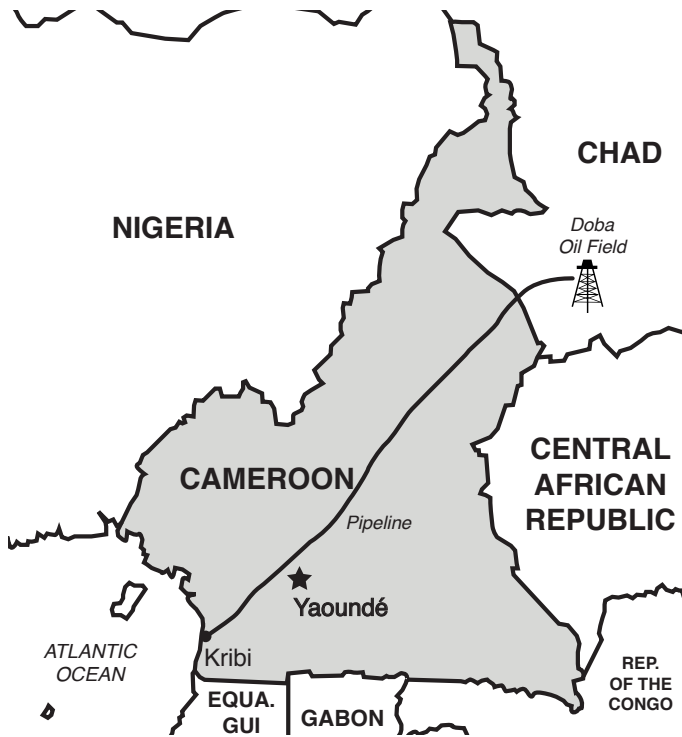 CHAD
NIGERIA
Doba
Oil Field
CENTRAL
AFRICAN
REPUBLIC
CAMEROON
Pipeline
Yaoundé
Kribi
ATLANTIC
OCEAN
REP.
OF THE
CONGO
EQUA.
GUI
GABON